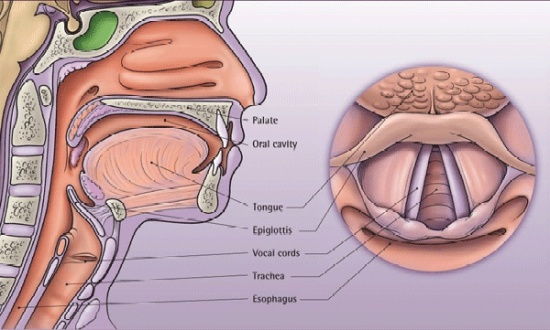 Palate
Oral cavity
Tongue
Epiglottis
Vocal cords
Trachea
Esophagus